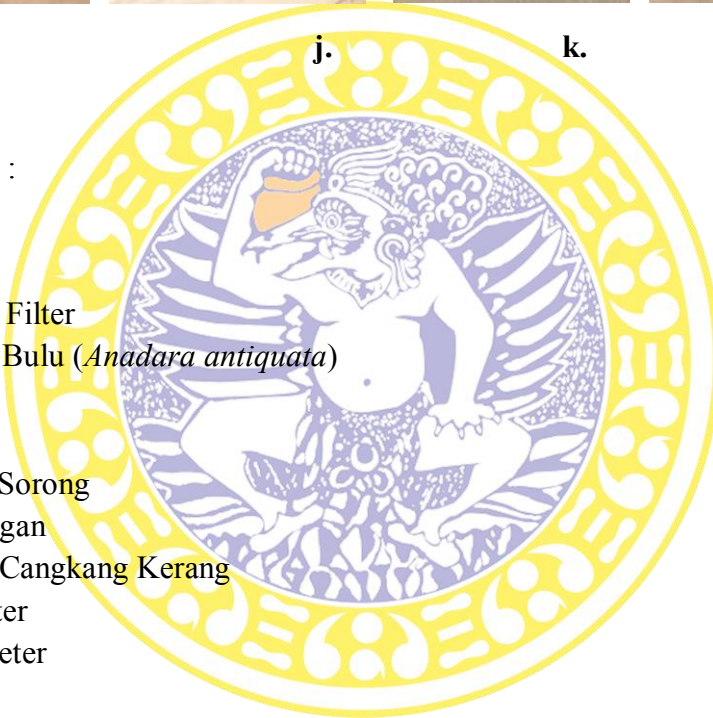 j. k.
:
Filter
Bulu (Anadara antiquata)
Sorong
gan
Cangkang Kerang
ter
eter